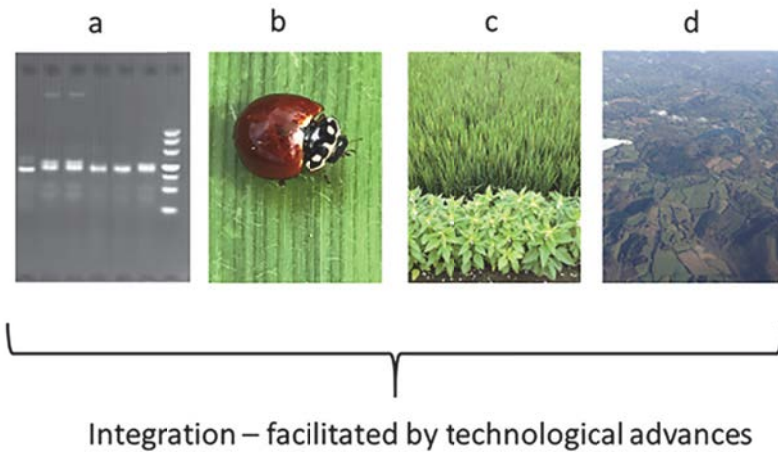 a b c d
Integration – facilitated by technological advances